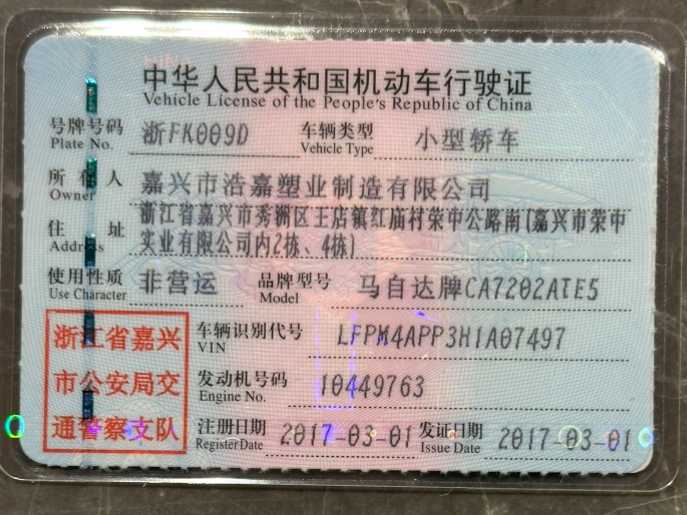 中华人民共和国机动车行驶证
Vehicle License of the People's Republic of China
号牌号码 浙FK009D 车辆类型 小型轿车
Plate No. Vehicle Type
所有人 嘉兴市浩嘉塑业制造有限公司
Owner
住址 浙江省嘉兴市秀洲区王店镇红庙村荣中公路南(嘉兴市荣中
Address 实业有限公司内2栋、4栋)
使用性质 非营运 品牌型号 马自达牌CA7202ATE5
Use Character Model
浙江省嘉兴 车辆识别代号 LFPM4APP3H1A07497
VIN
市公安局交 发动机号码 10449763
Engine No.
通警察支队 注册日期 2017-03-01 发证日期 2017-03-01
Register Date Issue Date